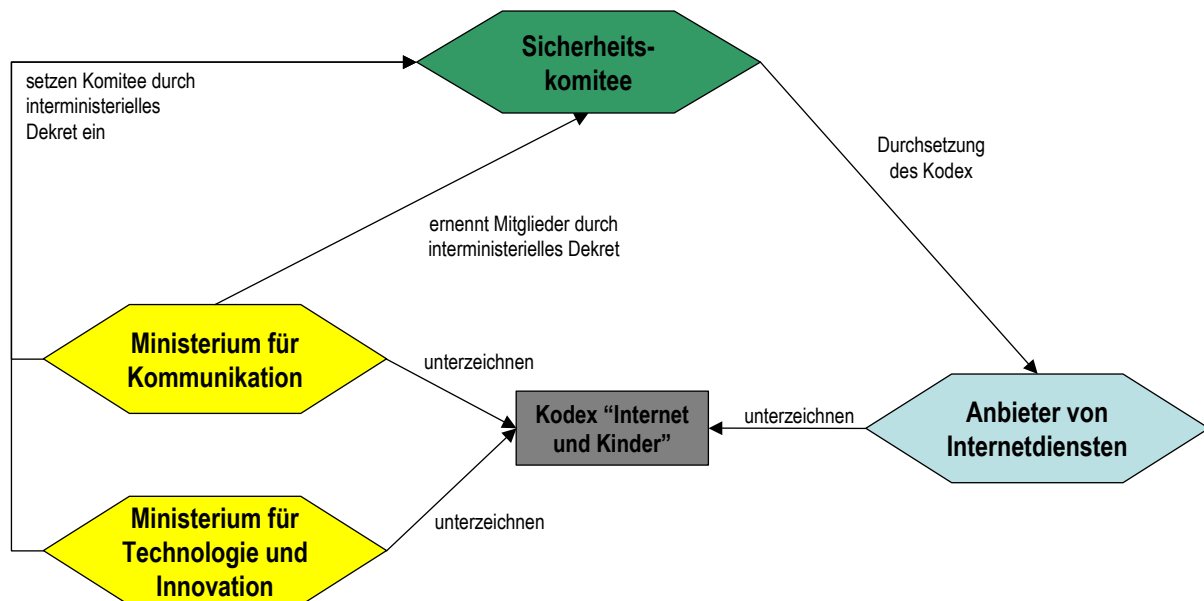 Sicherheits-
komitee
setzen Komitee durch
interministerielles
Dekret ein
Durchsetzung
des Kodex
ernennt Mitglieder durch
interministerielles Dekret
Ministerium für
Kommunikation
unterzeichnen
Kodex “Internet
und Kinder”
unterzeichnen
Anbieter von
Internetdiensten
Ministerium für
Technologie und
Innovation
unterzeichnen